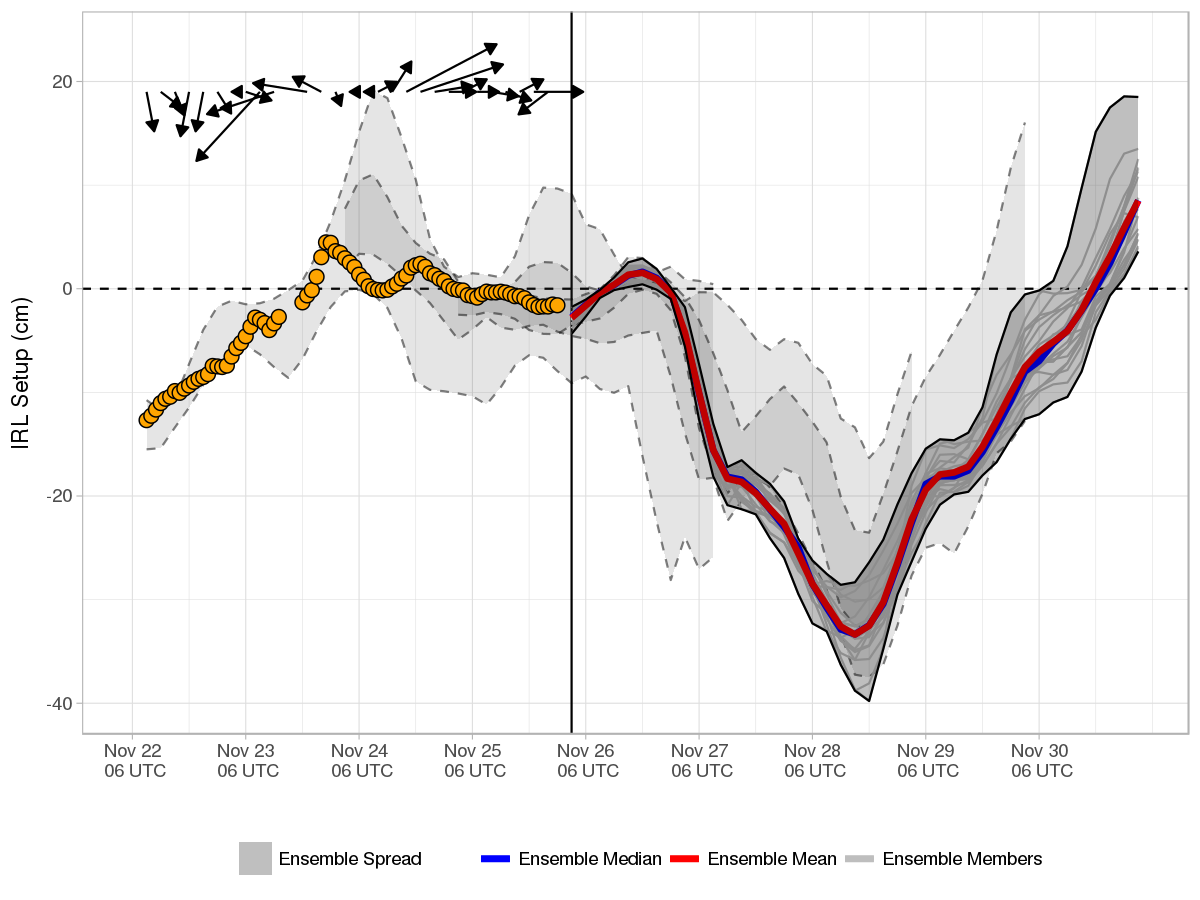 IRL Setup (cm)
20
0
-20
-40
Nov 22 Nov 23 Nov 24 Nov 25 Nov 26 Nov 27 Nov 28 Nov 29 Nov 30
06 UTC 06 UTC 06 UTC 06 UTC 06 UTC 06 UTC 06 UTC 06 UTC 06 UTC
Ensemble Spread Ensemble Median Ensemble Mean Ensemble Members